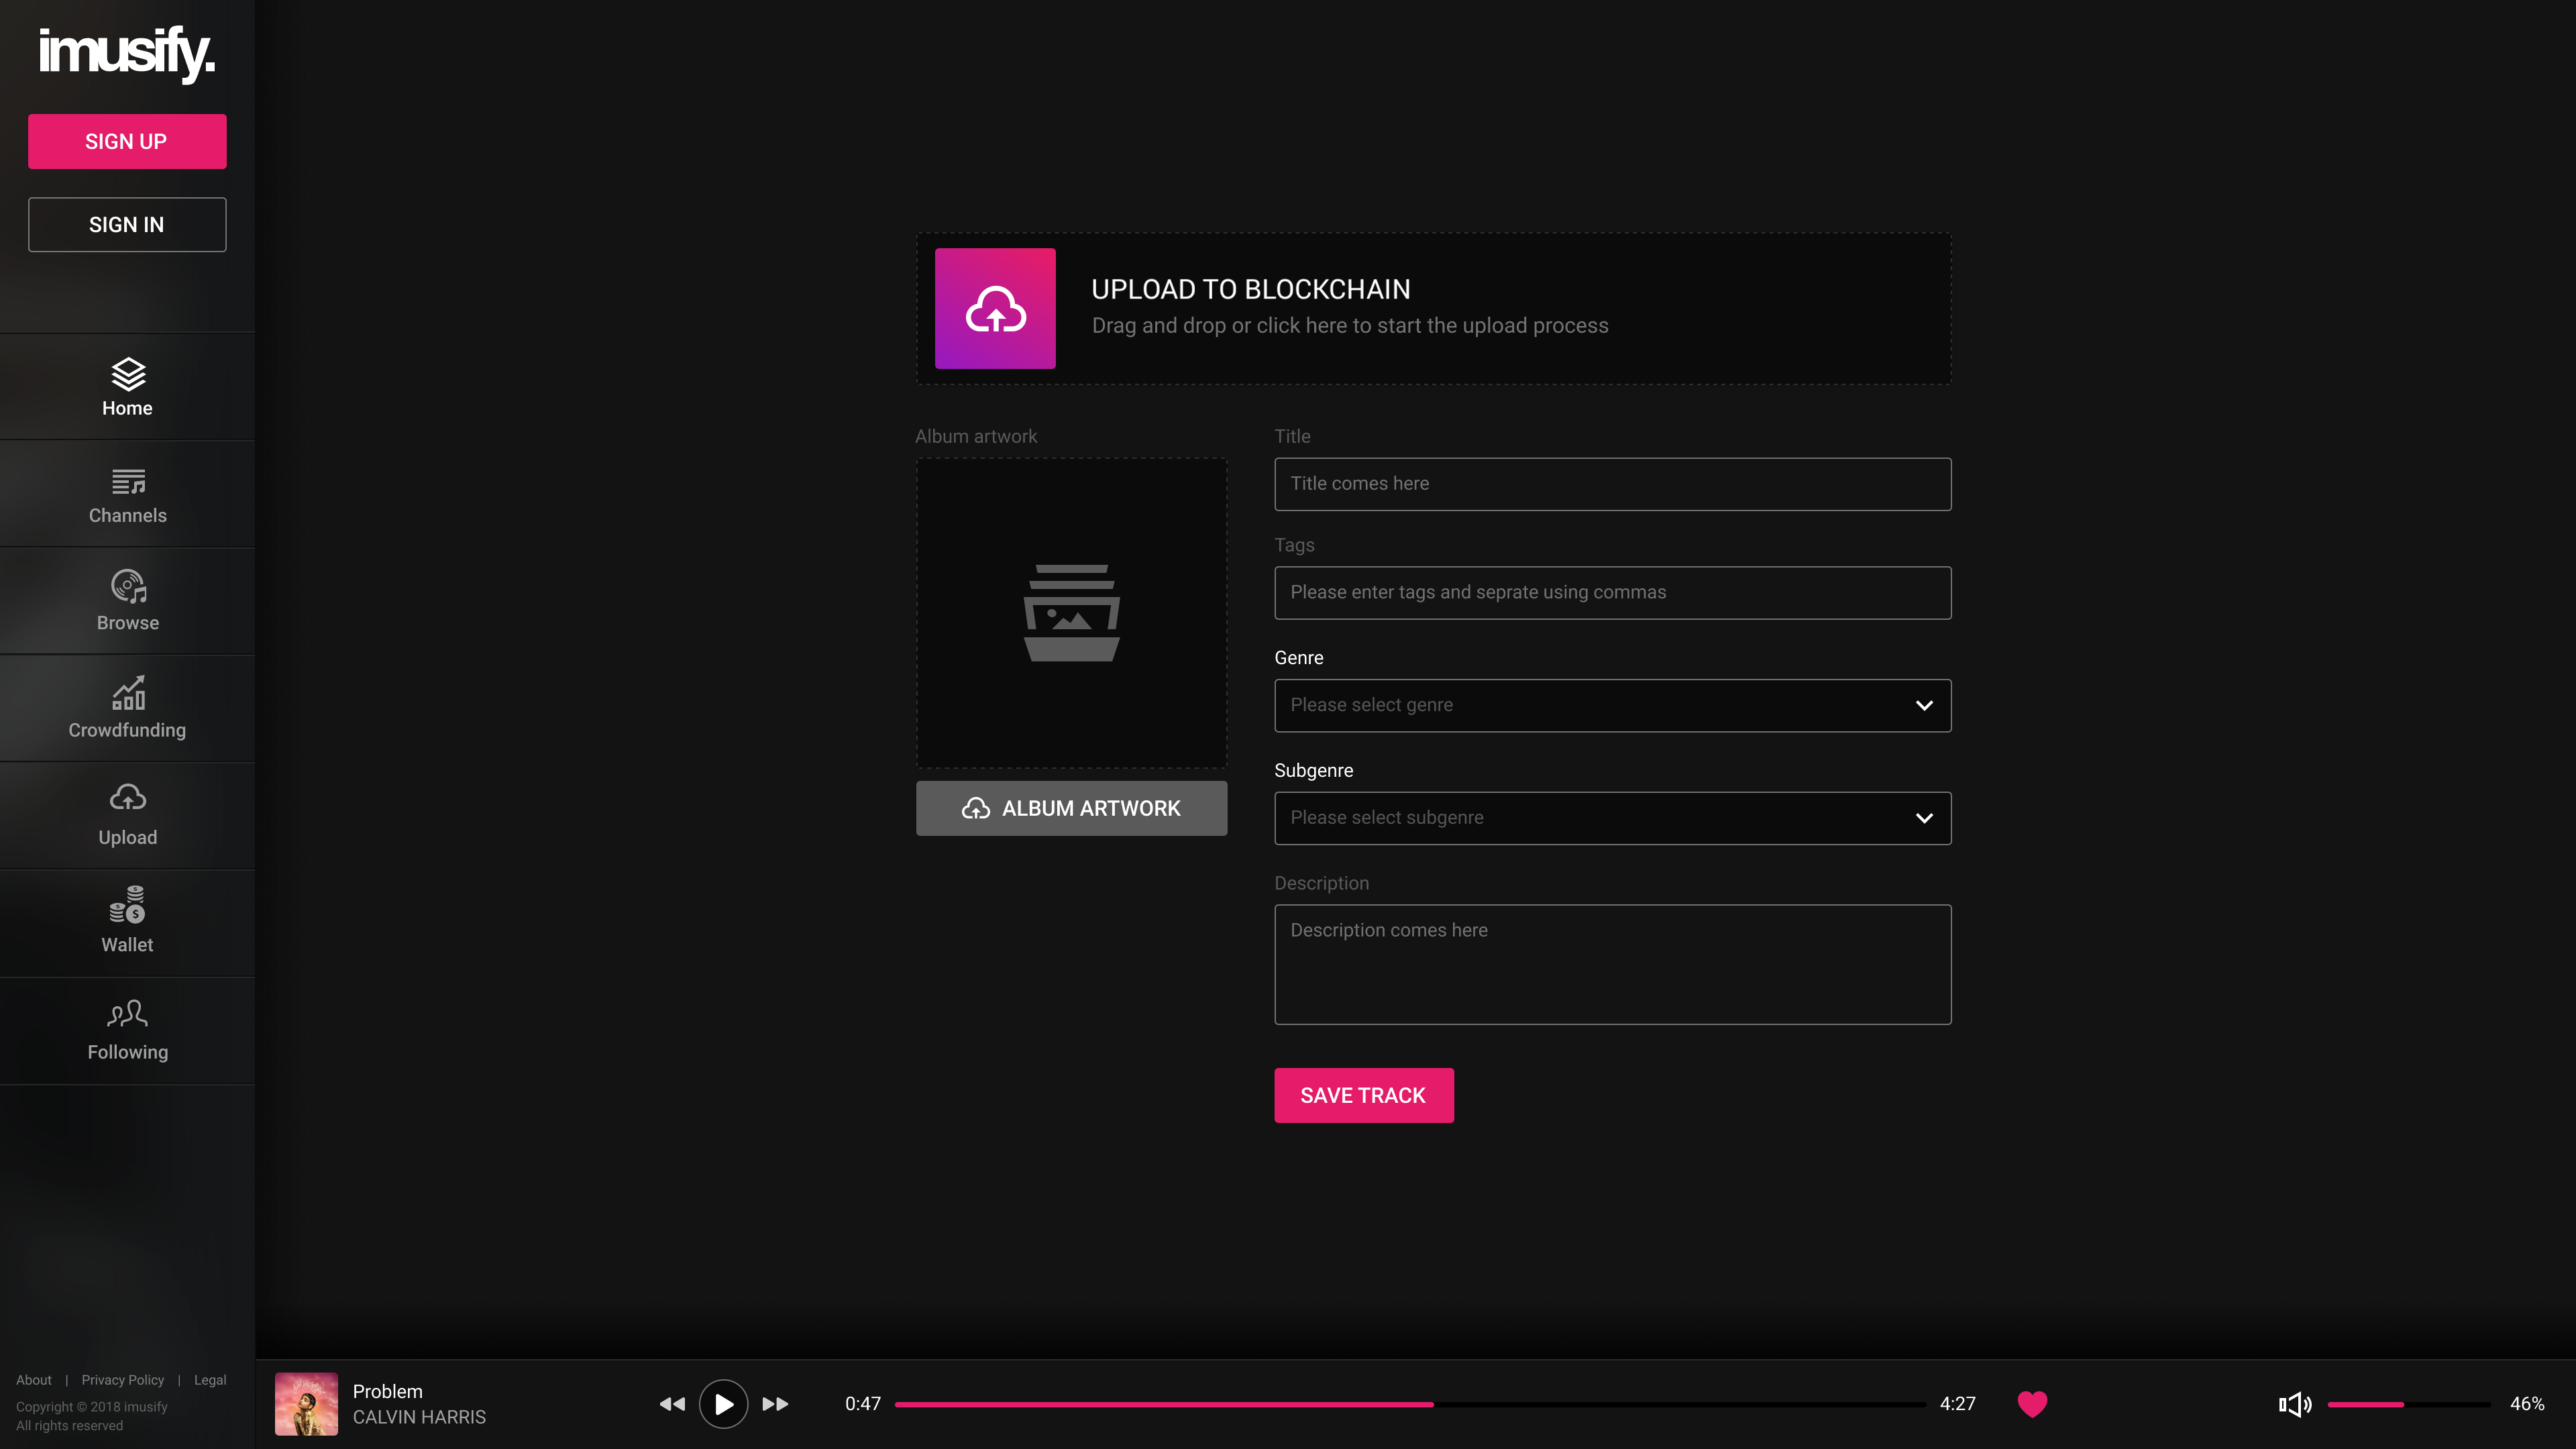 imusify.
SIGN UP
SIGN IN
Home
Channels
Browse
Crowdfunding
Upload
Wallet
Following
About | Privacy Policy | Legal
Copyright © 2018 imusify
All rights reserved
UPLOAD TO BLOCKCHAIN
Drag and drop or click here to start the upload process
Album artwork
ALBUM ARTWORK
Title
Title comes here
Tags
Please enter tags and seprate using commas
Genre
Please select genre
Subgenre
Please select subgenre
Description
Description comes here
SAVE TRACK
Problem
CALVIN HARRIS
0:47
4:27
46%